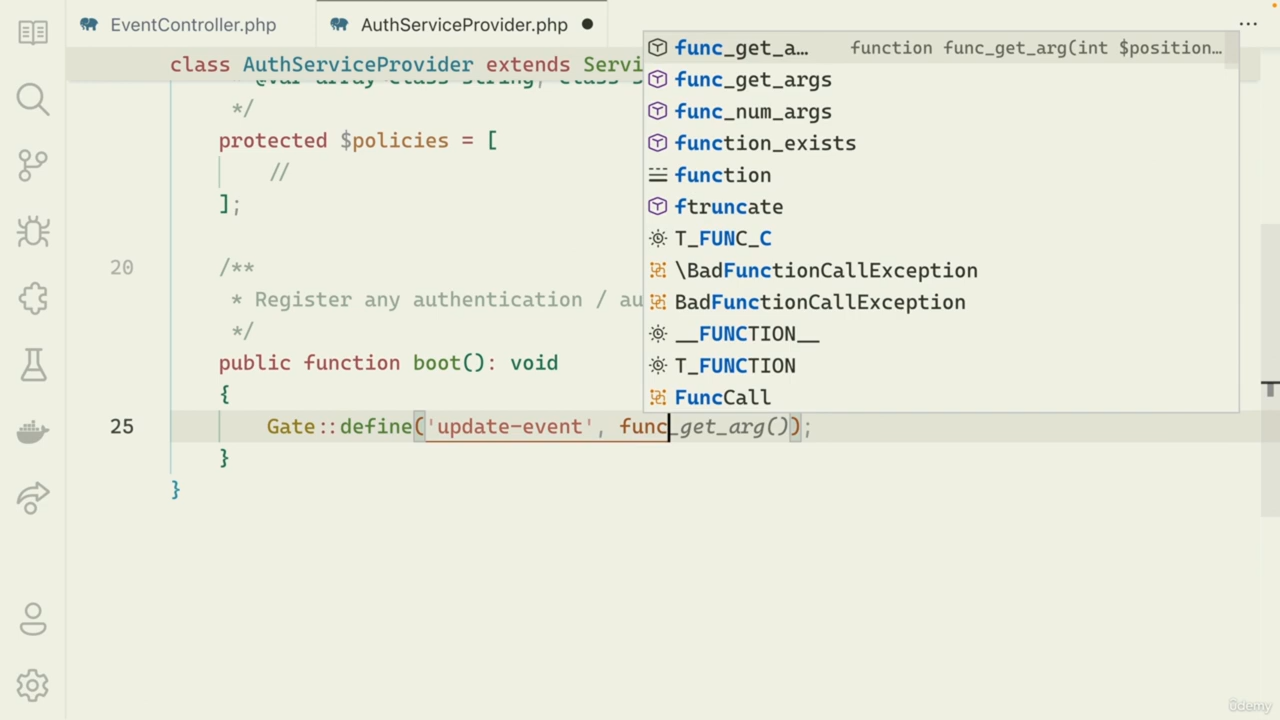 EventController.php
AuthServiceProvider.php
...
class AuthServiceProvider extends Servi
*/
protected $policies = [
//
];
20 /**
* Register any authentication / au
*/
public function boot(): void
{
25 Gate::define('update-event', func_get_arg());
}
}
func_get_a… function func_get_arg(int $position…
func_get_args
func_num_args
function_exists
function
ftruncate
T_FUNC_C
\BadFunctionCallException
BadFunctionCallException
__FUNCTION__
T_FUNCTION
FuncCall
ûdemy